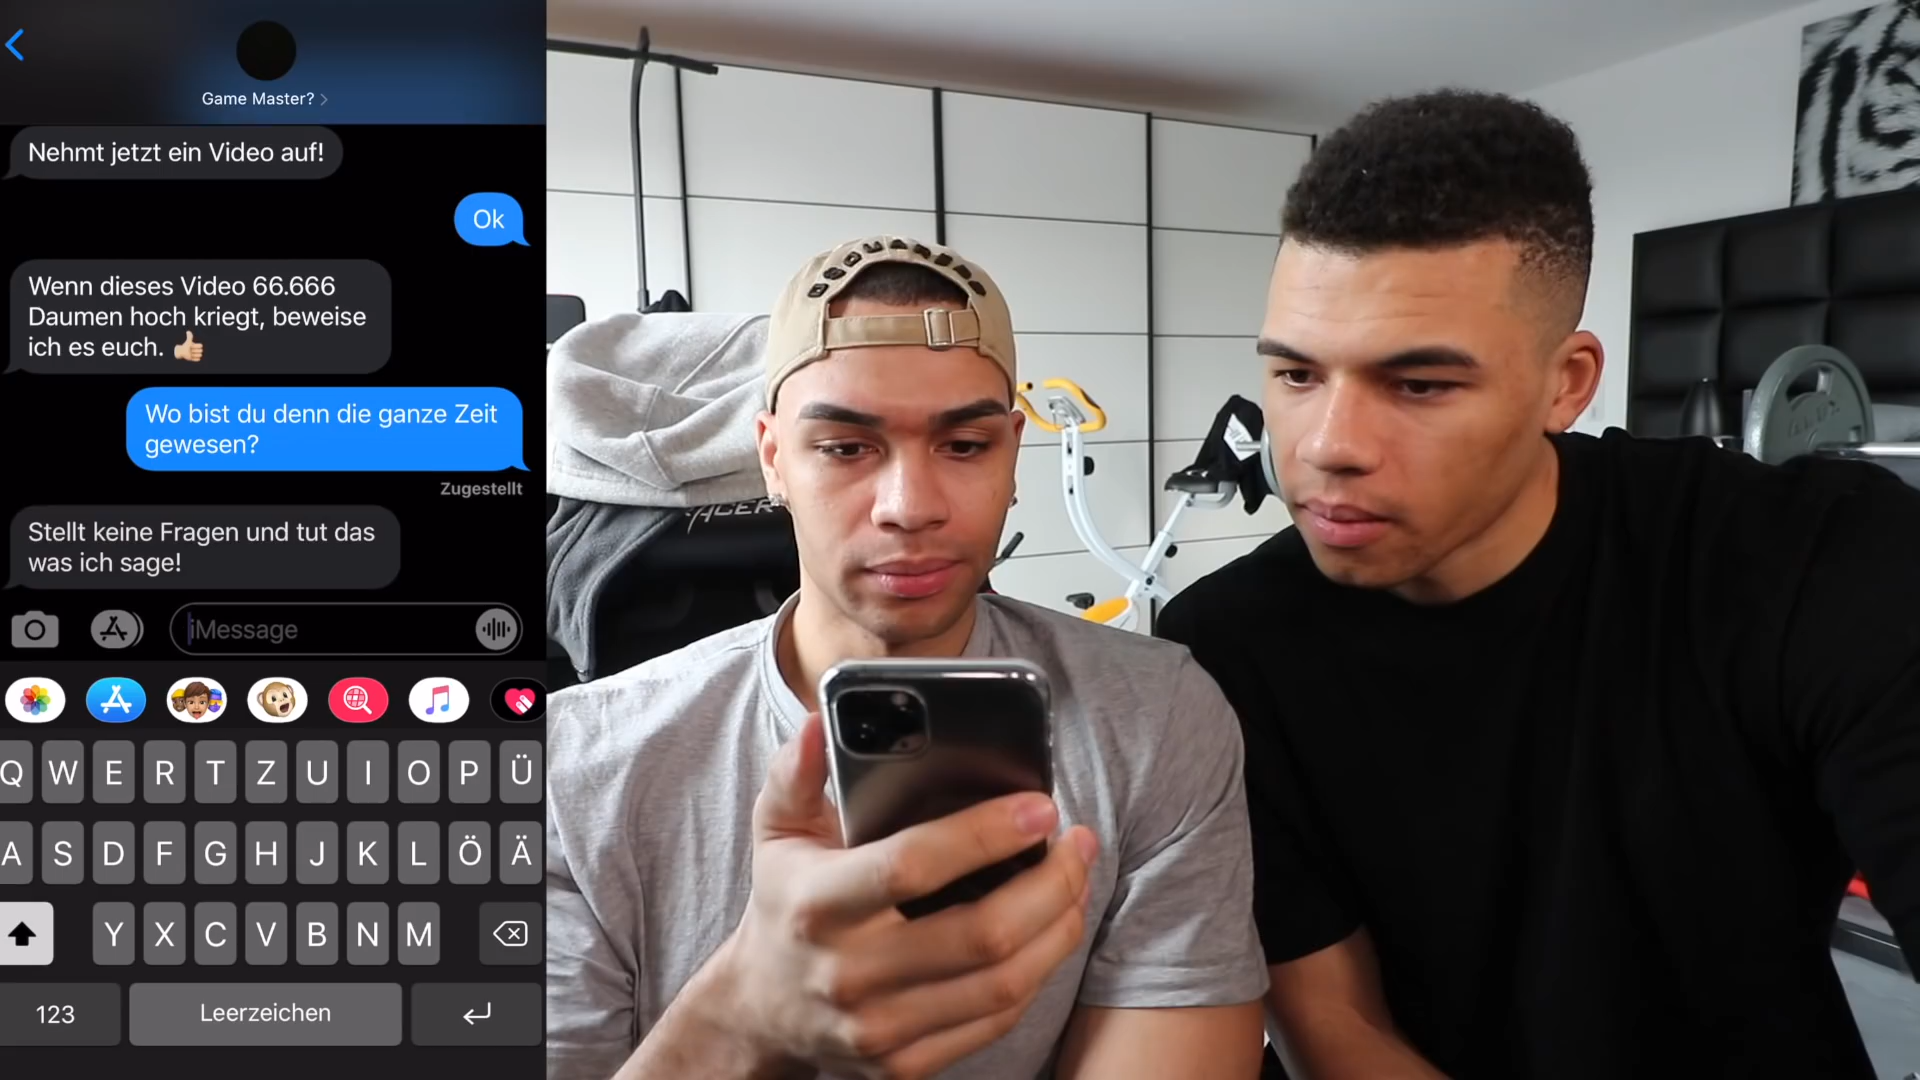 Game Master?
Nehmt jetzt ein Video auf!
Ok
Wenn dieses Video 66.666
Daumen hoch kriegt, beweise
ich es euch. 👍🏼
Wo bist du denn die ganze Zeit
gewesen?
Zugestellt
Stellt keine Fragen und tut das
was ich sage!
iMessage
Q W E R T Z U I O P Ü
A S D F G H J K L Ö Ä
Y X C V B N M
123 Leerzeichen